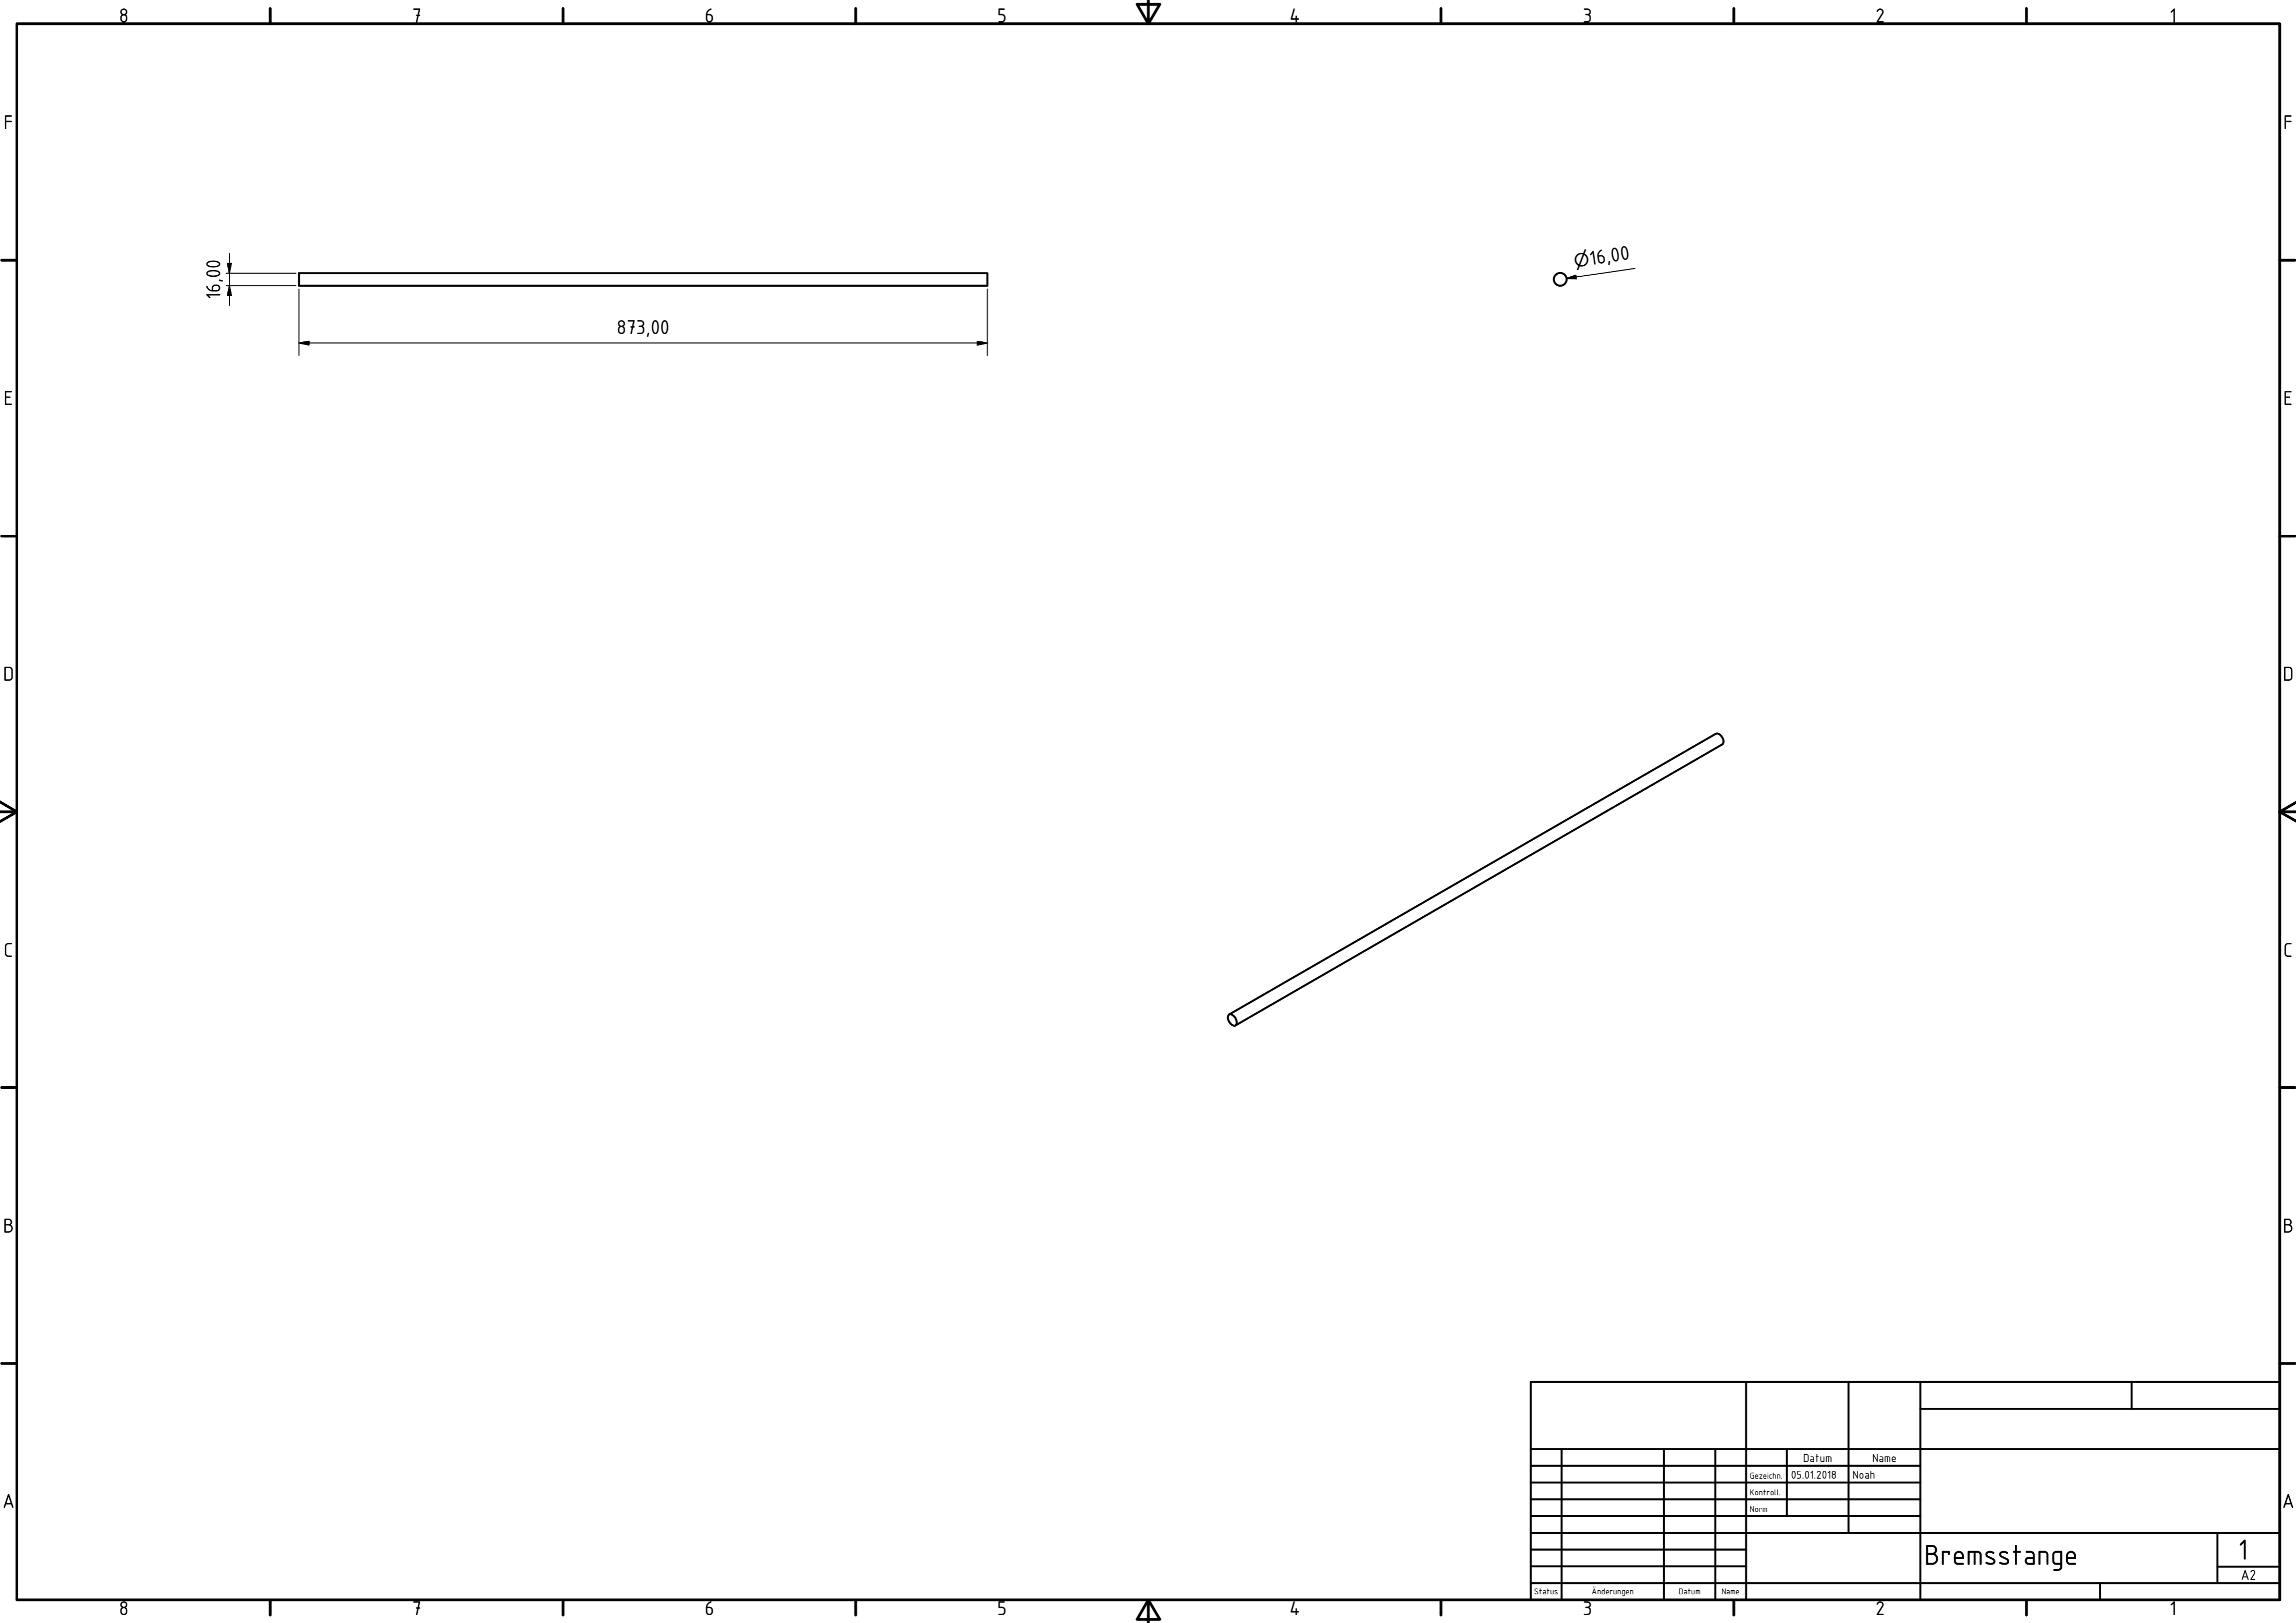 8 7 6 5 4 3 2 1
F F
16,00
Ø16,00
873,00
E E
D D
C C
B B
Datum Name
Gezeichn. 05.01.2018 Noah
Kontroll.
Norm
A A
Bremsstange 1
A2
Status Änderungen Datum Name
8 7 6 5 4 3 2 1